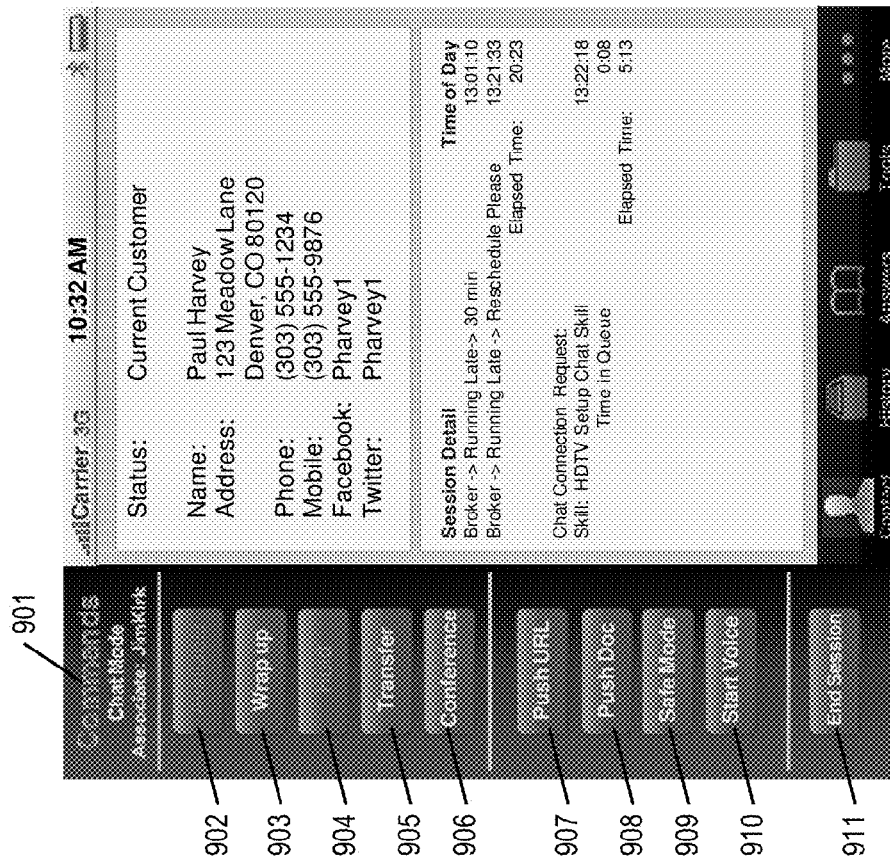 901
Commands
Chat Mode
Associate: JimKirk
902
903 Wrap up
904
905 Transfer
906 Conference
907 Push URL
908 Push Doc
909 Safe Mode
910 Start Voice
911 End Session
Carrier 3G 10:32 AM
Status: Current Customer
Name: Paul Harvey
Address: 123 Meadow Lane
Denver, CO 80120
Phone: (303) 555-1234
Mobile: (303) 555-9876
Facebook: Pharvey1
Twitter: Pharvey1
Session Detail Time of Day
Broker -> Running Late-> 30 min 13:01:10
Broker -> Running Late -> Reschedule Please 13:21:33
Elapsed Time: 20:23
Chat Connection Request:
Skill: HDTV Setup Chat Skill 13:22:18
Time in Queue 0:08
Elapsed Time: 5:13
More